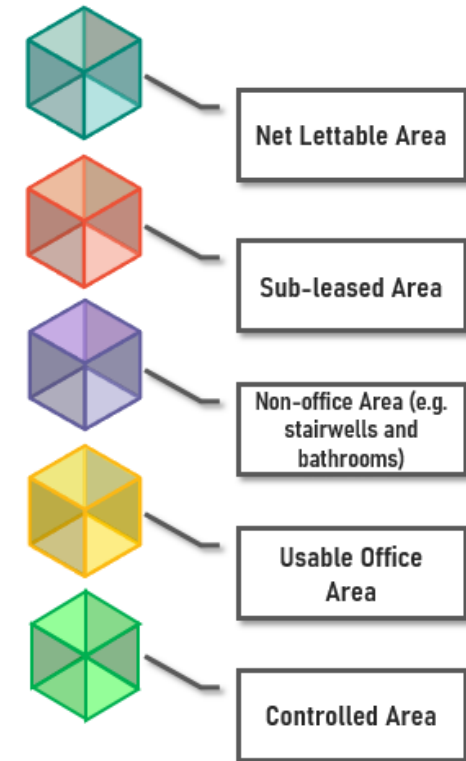 Net Lettable Area
Sub-leased Area
Non-office Area (e.g.
stairwells and
bathrooms)
Usable Office
Area
Controlled Area